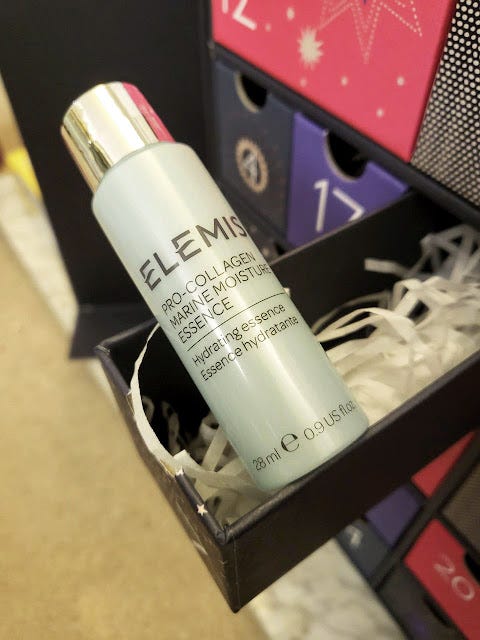 12
17
ELEMIS
PRO-COLLAGEN
MARINE MOISTURE
ESSENCE
Hydrating essence
Essence hydratante
28 ml e 0.9 US fl.oz.
20